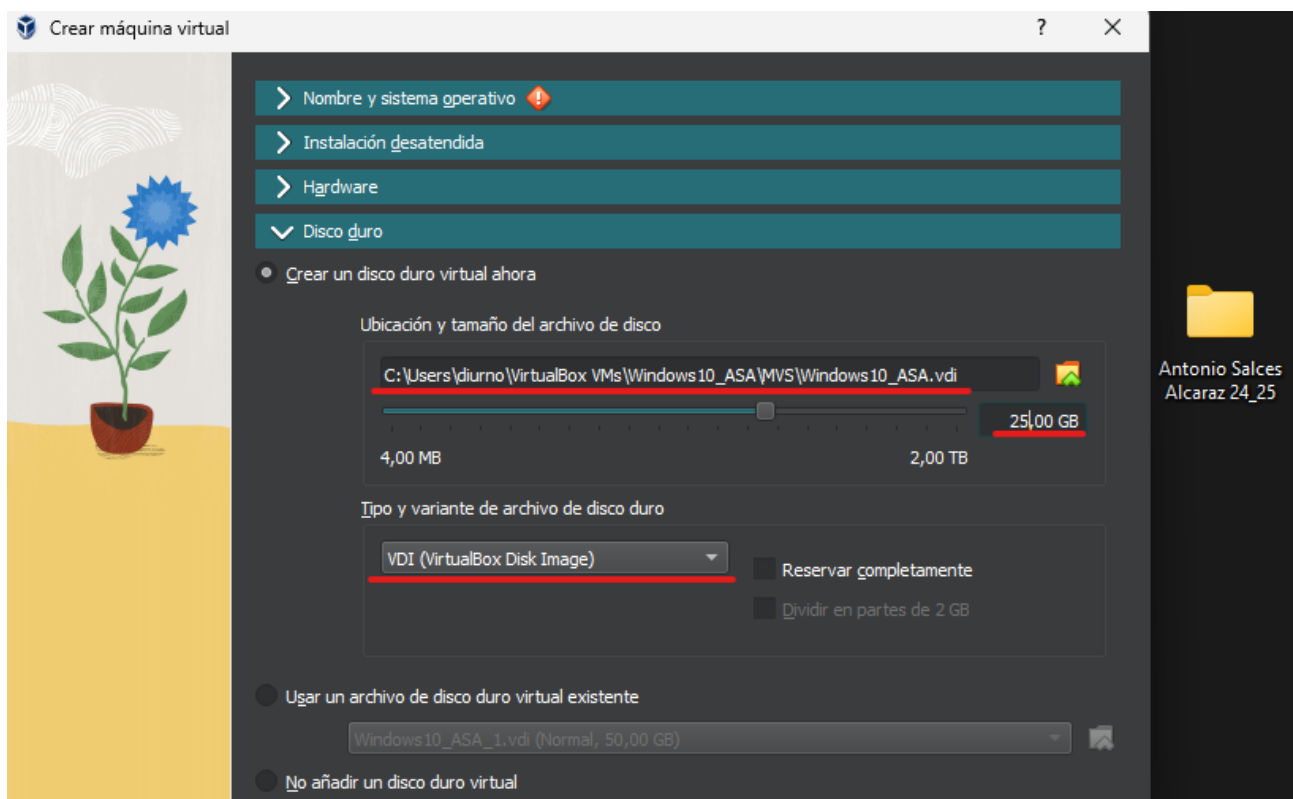 Crear máquina virtual
?
Nombre y sistema operativo
Instalación desatendida
Hardware
Disco duro
Crear un disco duro virtual ahora
Ubicación y tamaño del archivo de disco
C:\Users\diurno\VirtualBox VMs\Windows10_ASA\MVS\Windows10_ASA.vdi
25,00 GB
4,00 MB
2,00 TB
Tipo y variante de archivo de disco duro
VDI (VirtualBox Disk Image)
Reservar completamente
Dividir en partes de 2 GB
Usar un archivo de disco duro virtual existente
Windows10_ASA_1.vdi (Normal, 50,00 GB)
No añadir un disco duro virtual
Antonio Salces
Alcaraz 24_25